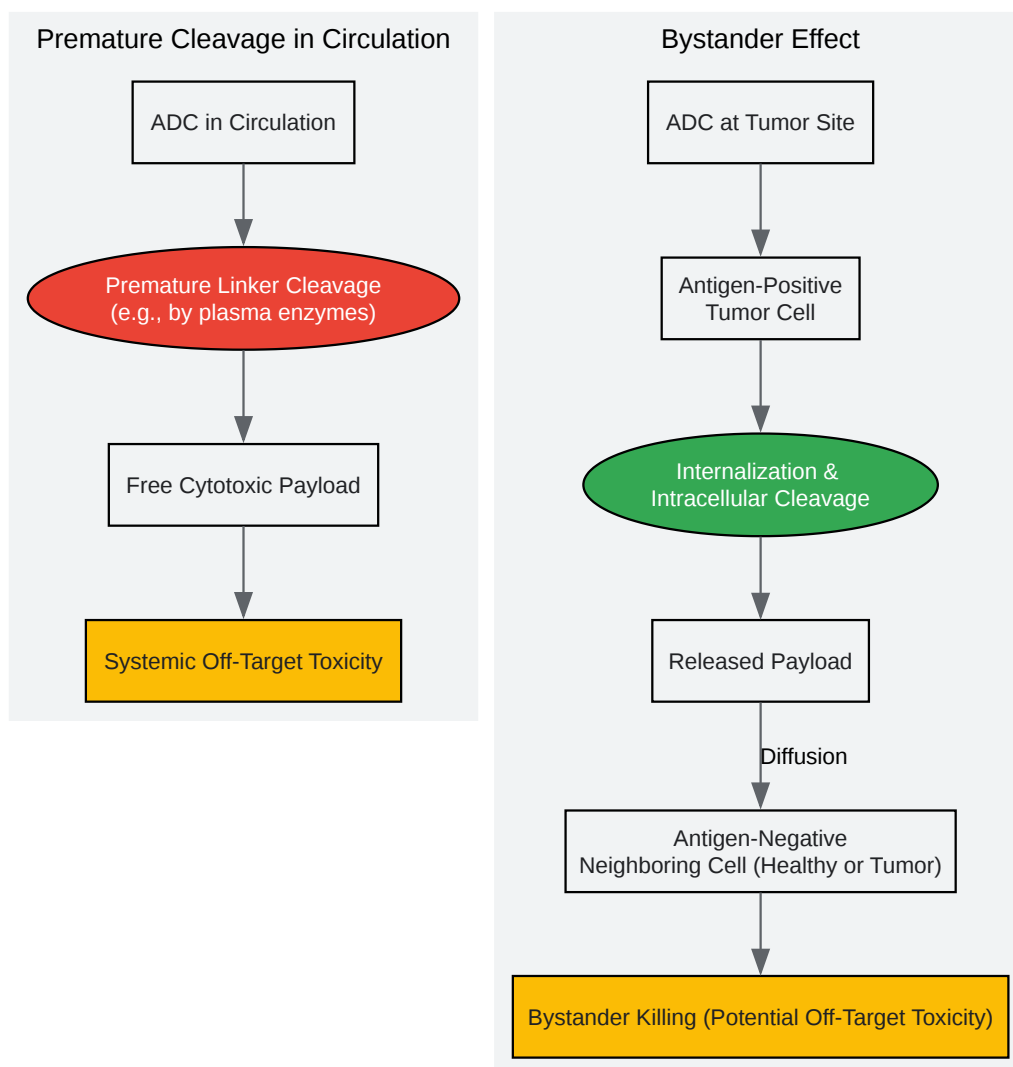 Premature Cleavage in Circulation
ADC in Circulation
Premature Linker Cleavage
(e.g., by plasma enzymes)
Free Cytotoxic Payload
Systemic Off-Target Toxicity
Bystander Effect
ADC at Tumor Site
Antigen-Positive
Tumor Cell
Internalization &
Intracellular Cleavage
Released Payload
Diffusion
Antigen-Negative
Neighboring Cell (Healthy or Tumor)
Bystander Killing (Potential Off-Target Toxicity)